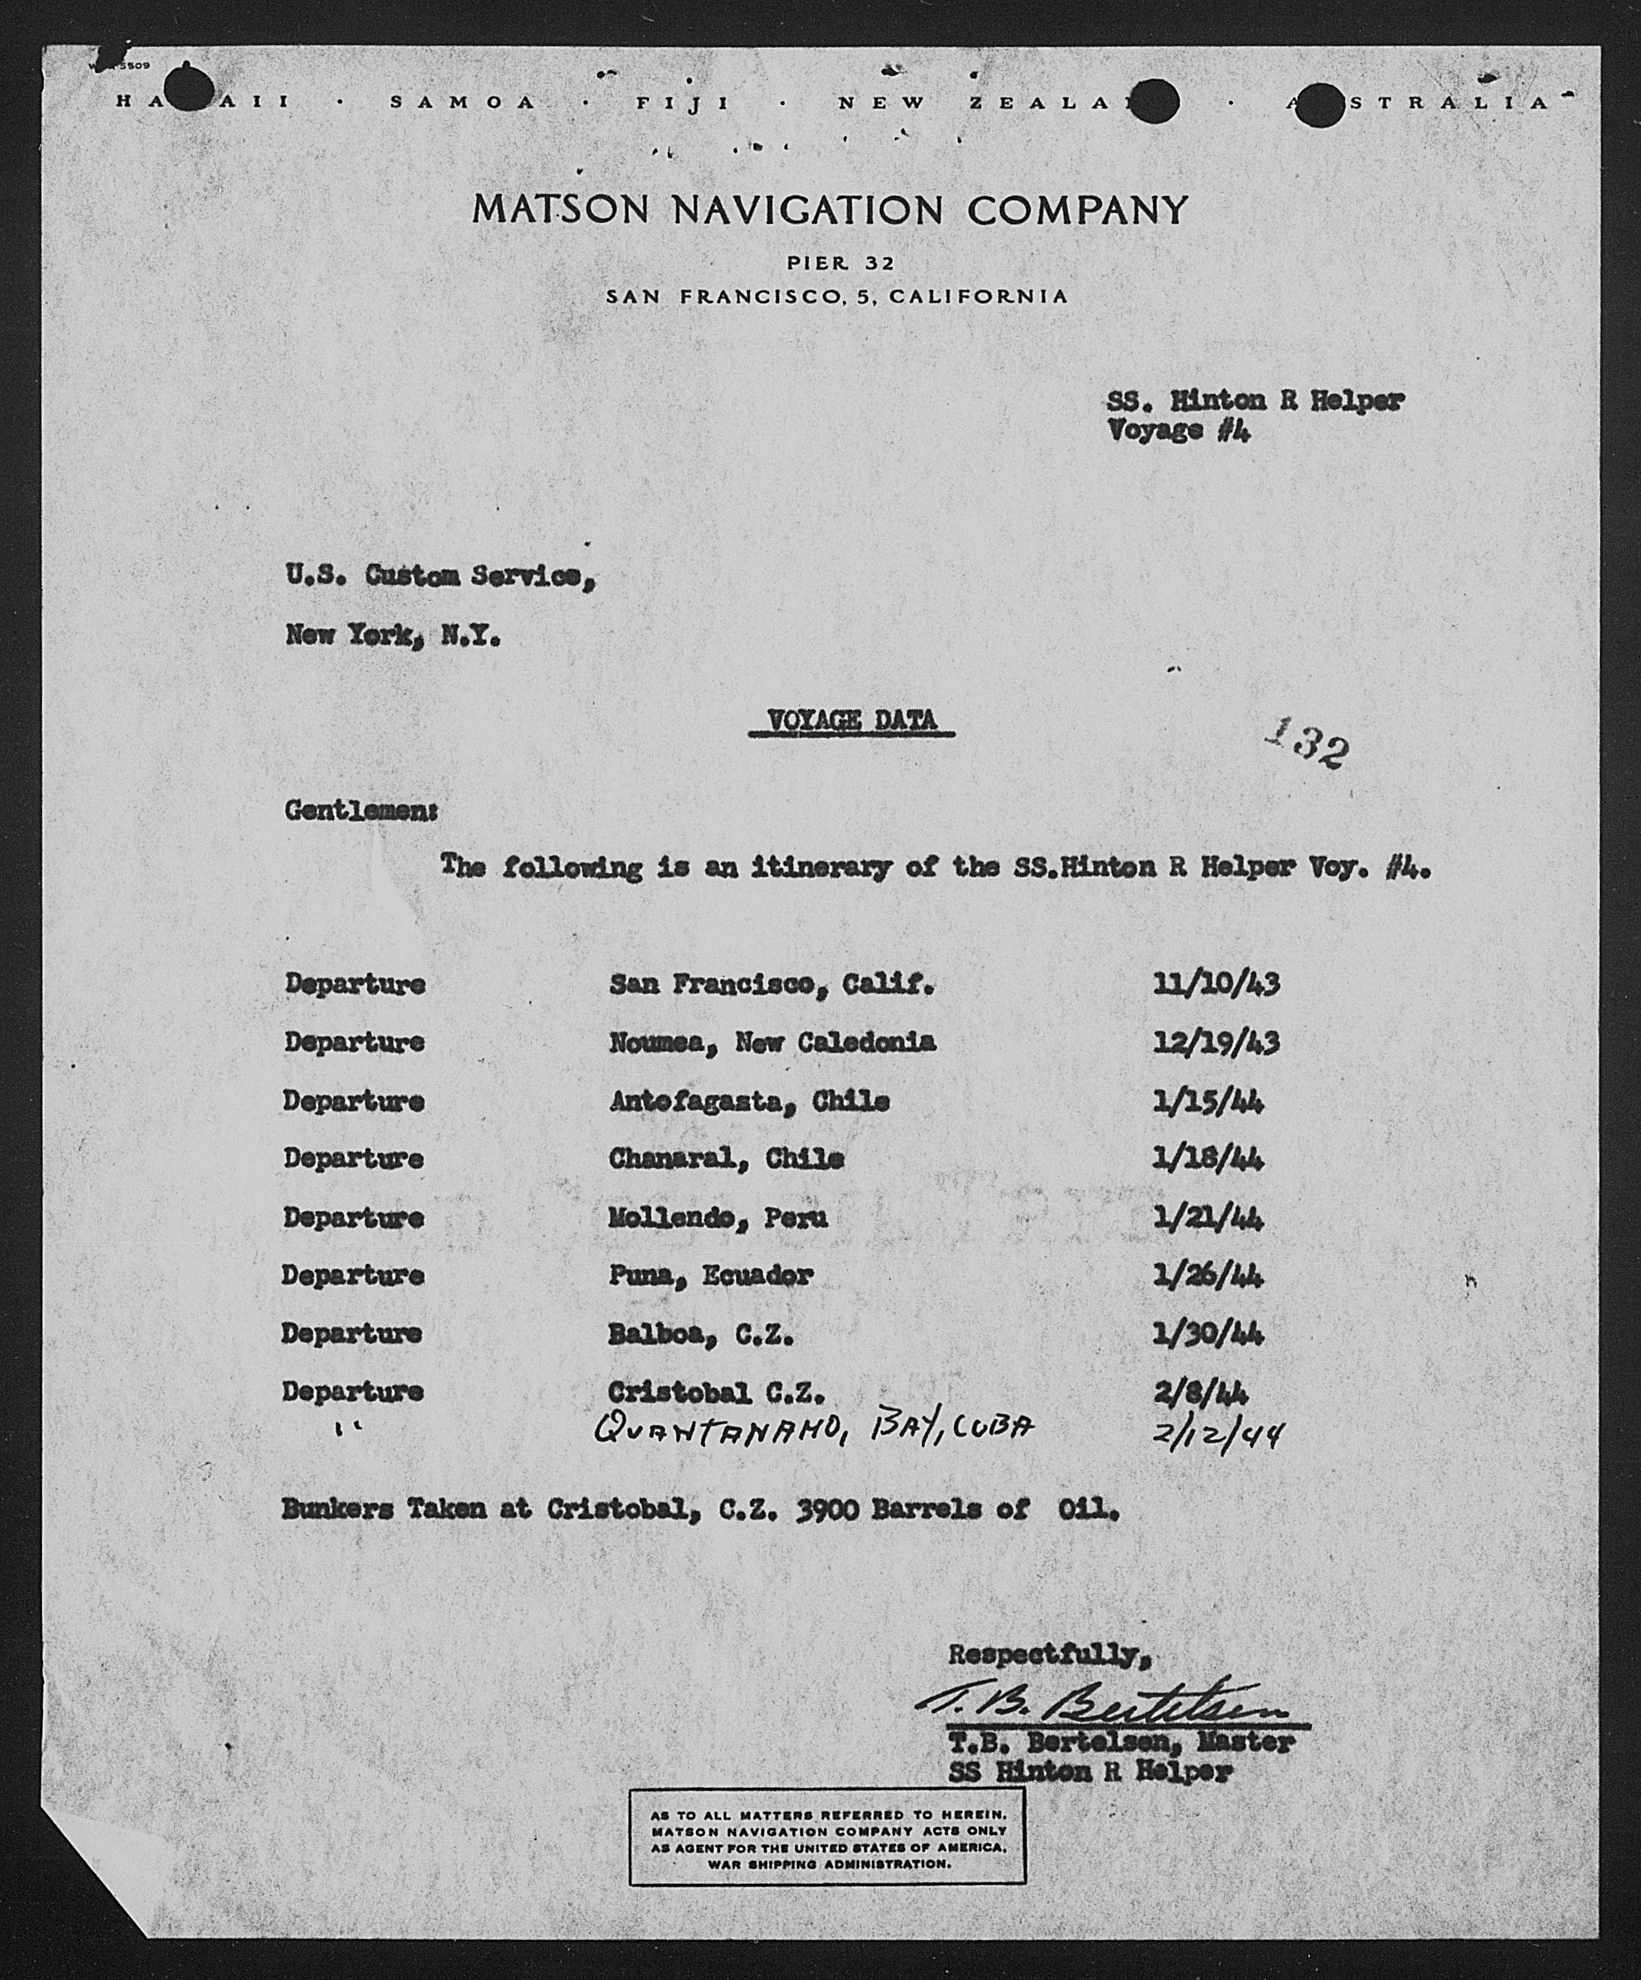 HAWAII · SAMOA · FIJI · NEW ZEALAND · AUSTRALIA
MATSON NAVIGATION COMPANY
PIER 32
SAN FRANCISCO, 5, CALIFORNIA
SS. Hinton R Helper
Voyage #4
U.S. Custom Service,
New York, N.Y.
VOYAGE DATA
132
Gentlemen:
The following is an itinerary of the SS.Hinton R Helper Voy. #4.
Departure San Francisco, Calif. 11/10/43
Departure Noumea, New Caledonia 12/19/43
Departure Antofagasta, Chile 1/15/44
Departure Chanaral, Chile 1/18/44
Departure Mollendo, Peru 1/21/44
Departure Puna, Ecuador 1/26/44
Departure Balboa, C.Z. 1/30/44
Departure Cristobal C.Z. 2/8/44
" QUANTANAMO, BAY, CUBA 2/12/44
Bunkers Taken at Cristobal, C.Z. 3900 Barrels of Oil.
Respectfully,
T. B. Bertelsen
T.B. Bertelsen, Master
SS Hinton R Helper
AS TO ALL MATTERS REFERRED TO HEREIN,
MATSON NAVIGATION COMPANY ACTS ONLY
AS AGENT FOR THE UNITED STATES OF AMERICA,
WAR SHIPPING ADMINISTRATION.